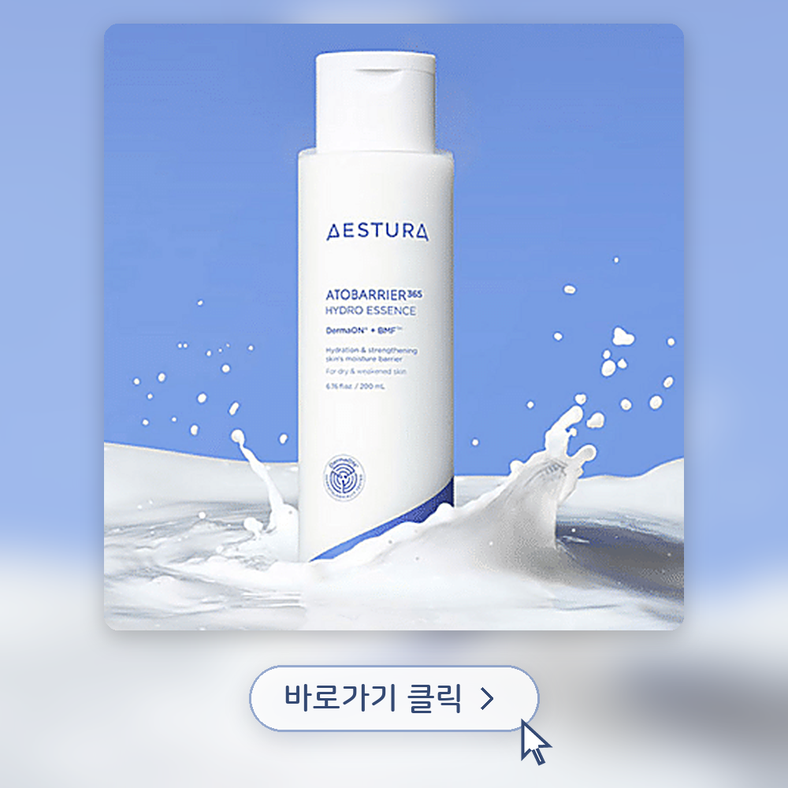 AESTURA
ATOBARRIER365
HYDRO ESSENCE
DermaON® + BMF™
Hydration & strengthening
skin's moisture barrier
For dry & weakened skin
6.76 fl.oz. / 200 mL
바로가기 클릭